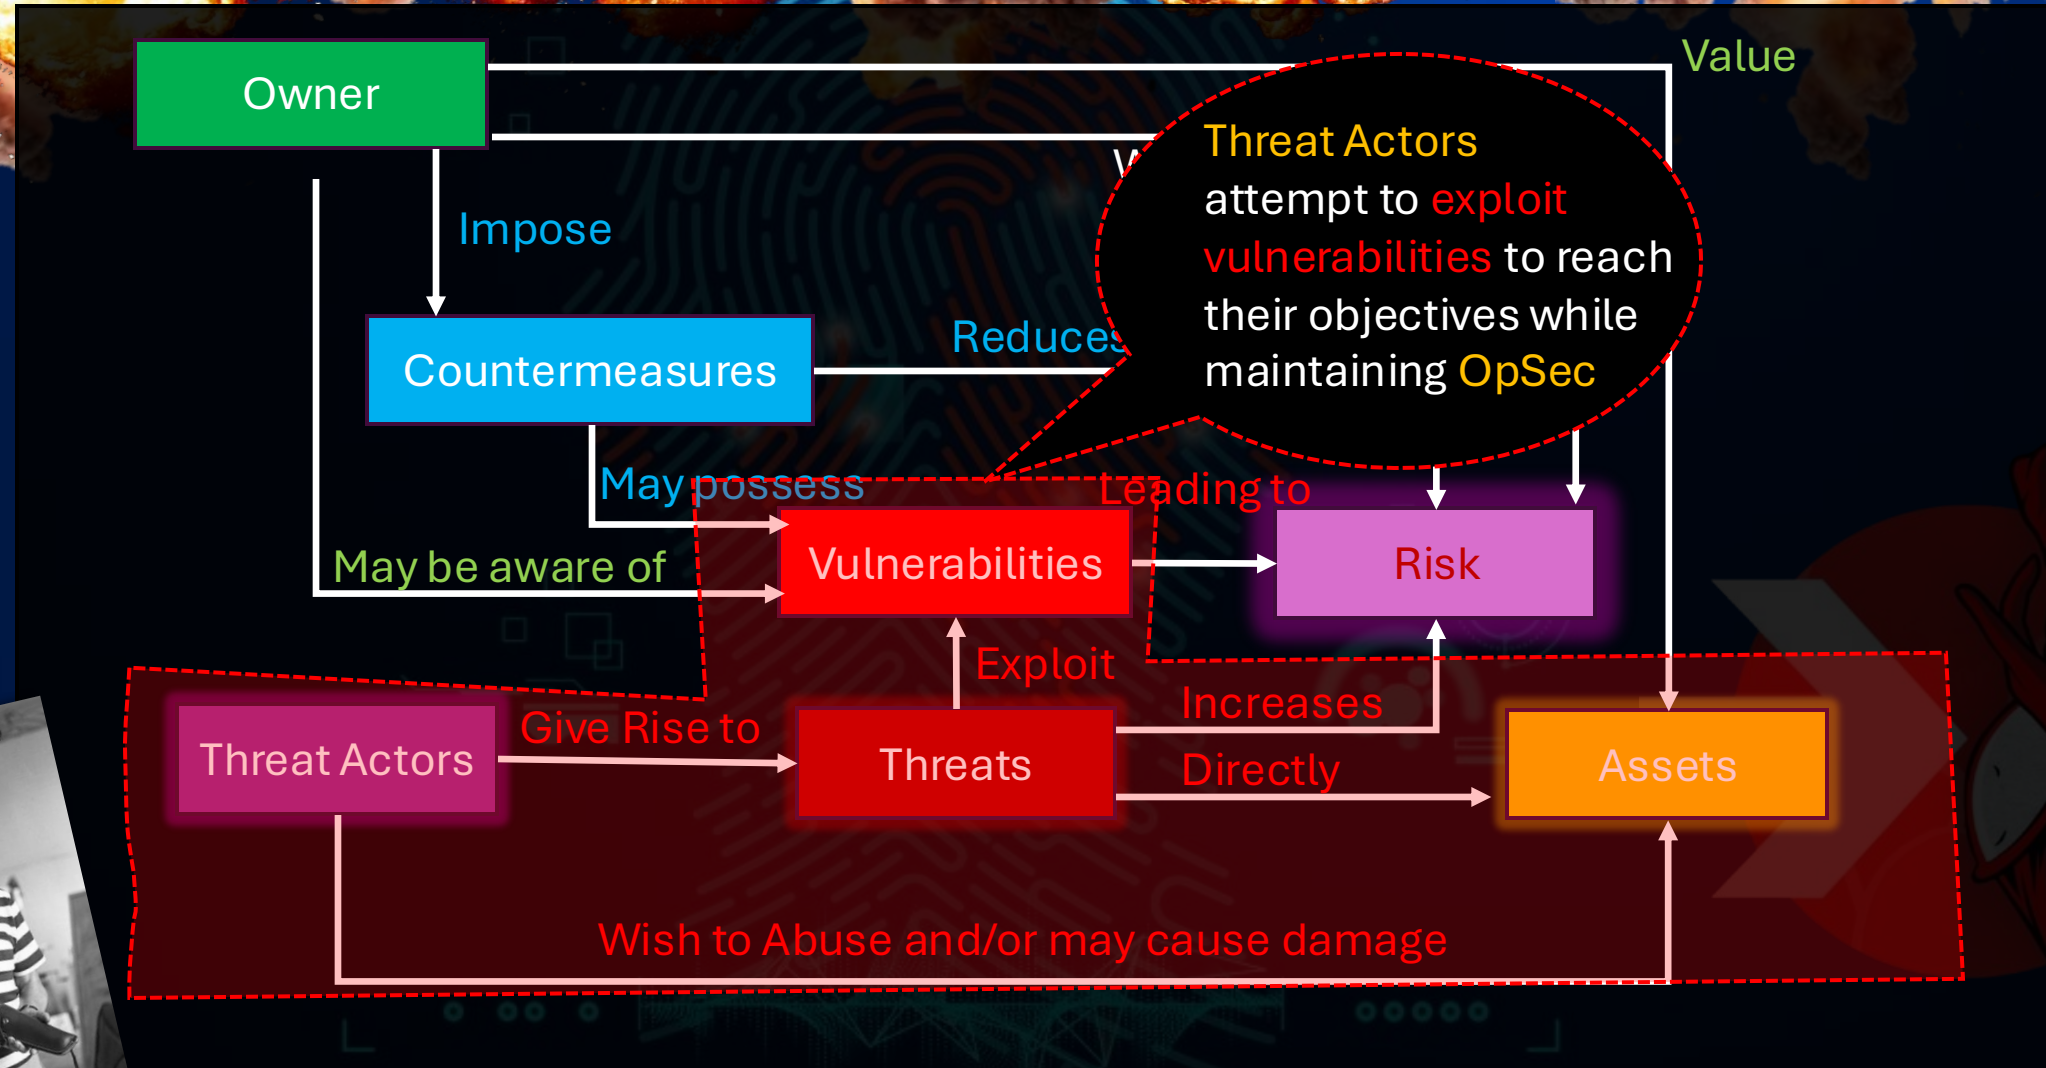 Owner
Value
Threat Actors
attempt to exploit
vulnerabilities to reach
their objectives while
maintaining OpSec
Impose
Reduces
Countermeasures
May possess
Leading to
May be aware of
Vulnerabilities
Risk
Exploit
Increases
Give Rise to
Threat Actors
Threats
Directly
Assets
Wish to Abuse and/or may cause damage